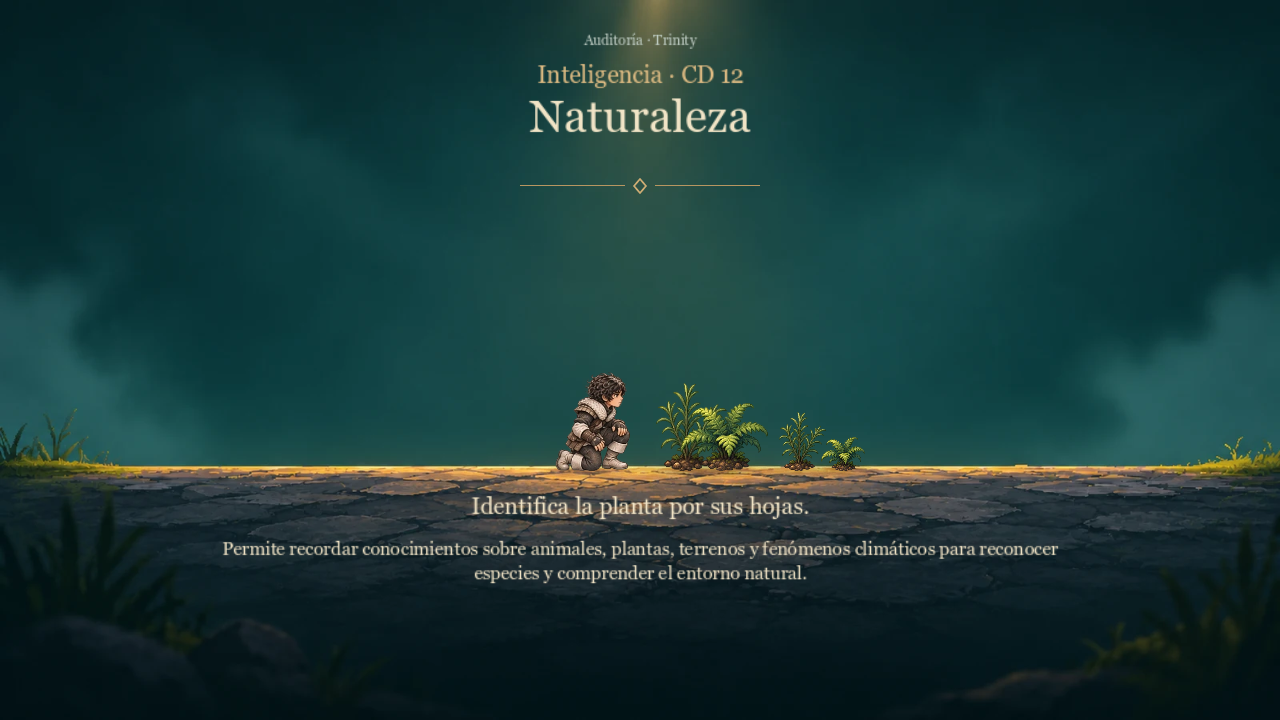 Auditoría · Trinity
Inteligencia · CD 12
Naturaleza
Identifica la planta por sus hojas.
Permite recordar conocimientos sobre animales, plantas, terrenos y fenómenos climáticos para reconocer
especies y comprender el entorno natural.